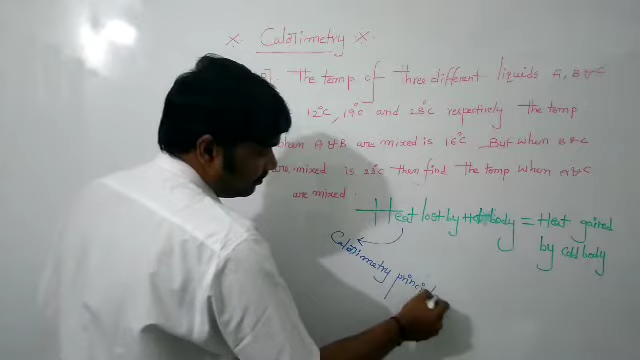 × Calorimetry ×
The temp of three different liquids A, B & C
12°C, 19°C and 28°C respectively The temp
when A & B are mixed is 16°C But when B & C
are mixed is 23°C then find The temp when A & C
are mixed.
Heat lost by Hot body = Heat gained
by cold body
Calorimetry princi